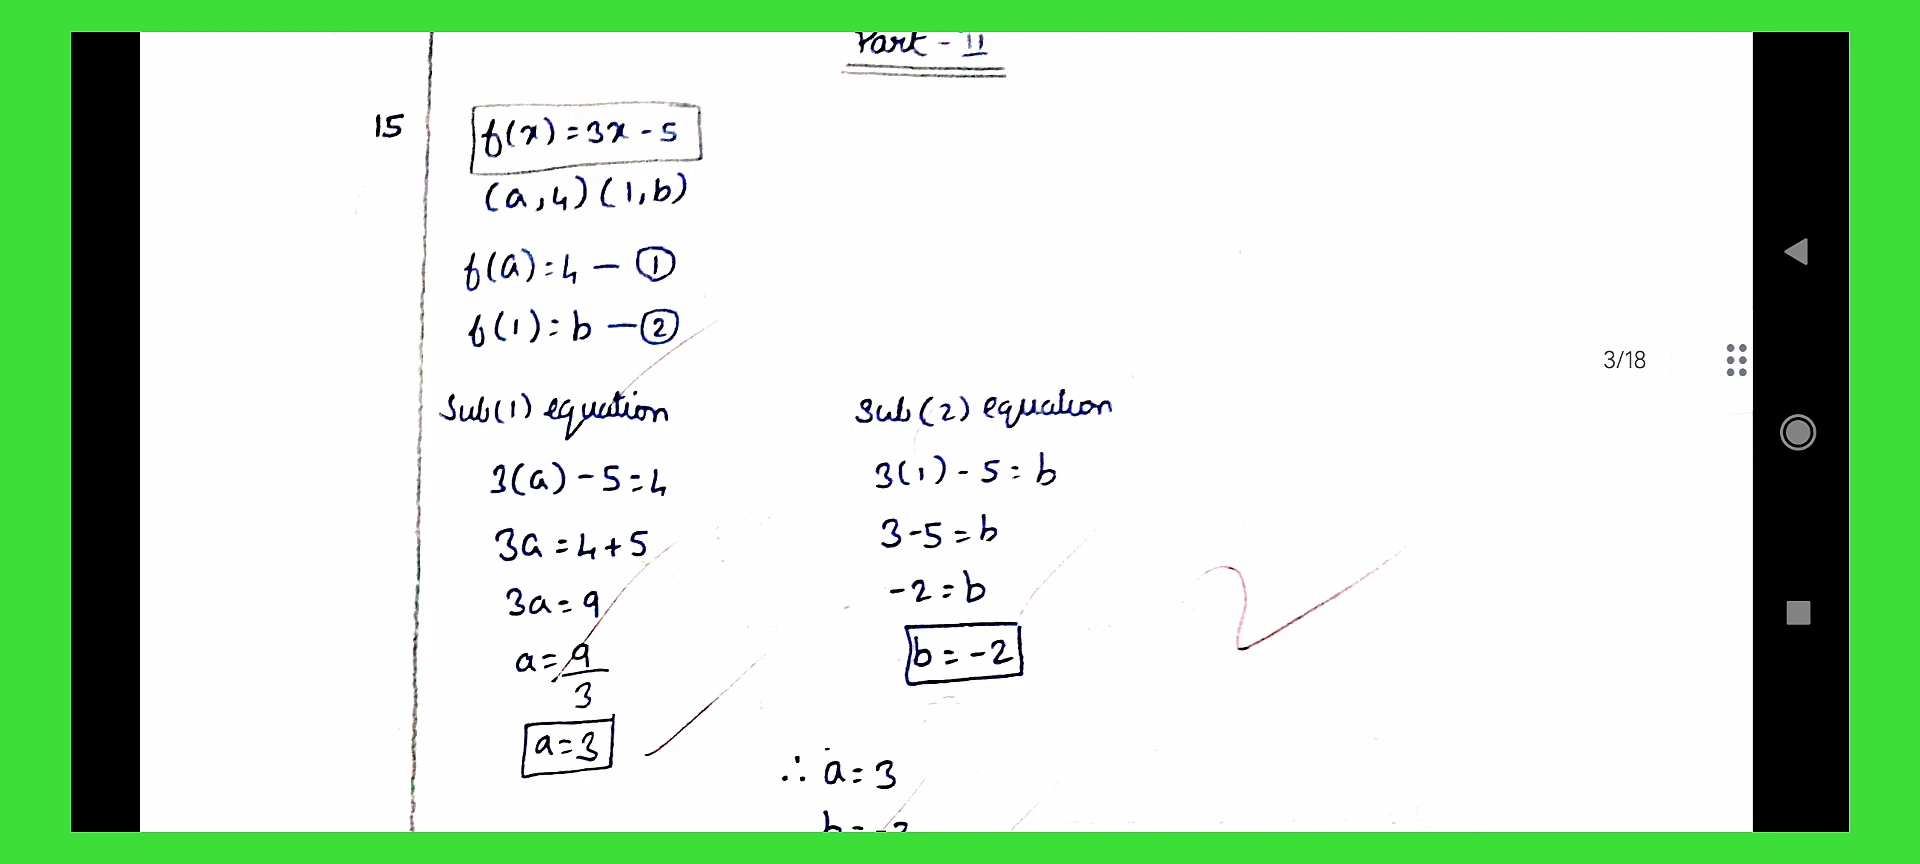 Part - II
15
f(x) = 3x - 5
(a, 4) (1, b)
f(a) = 4 — ①
f(1) = b — ②
3/18
Sub(1) equation
3(a) - 5 = 4
3a = 4 + 5
3a = 9
a = 9/3
a = 3
Sub(2) equation
3(1) - 5 = b
3 - 5 = b
-2 = b
b = -2
∴ a = 3
b = -2